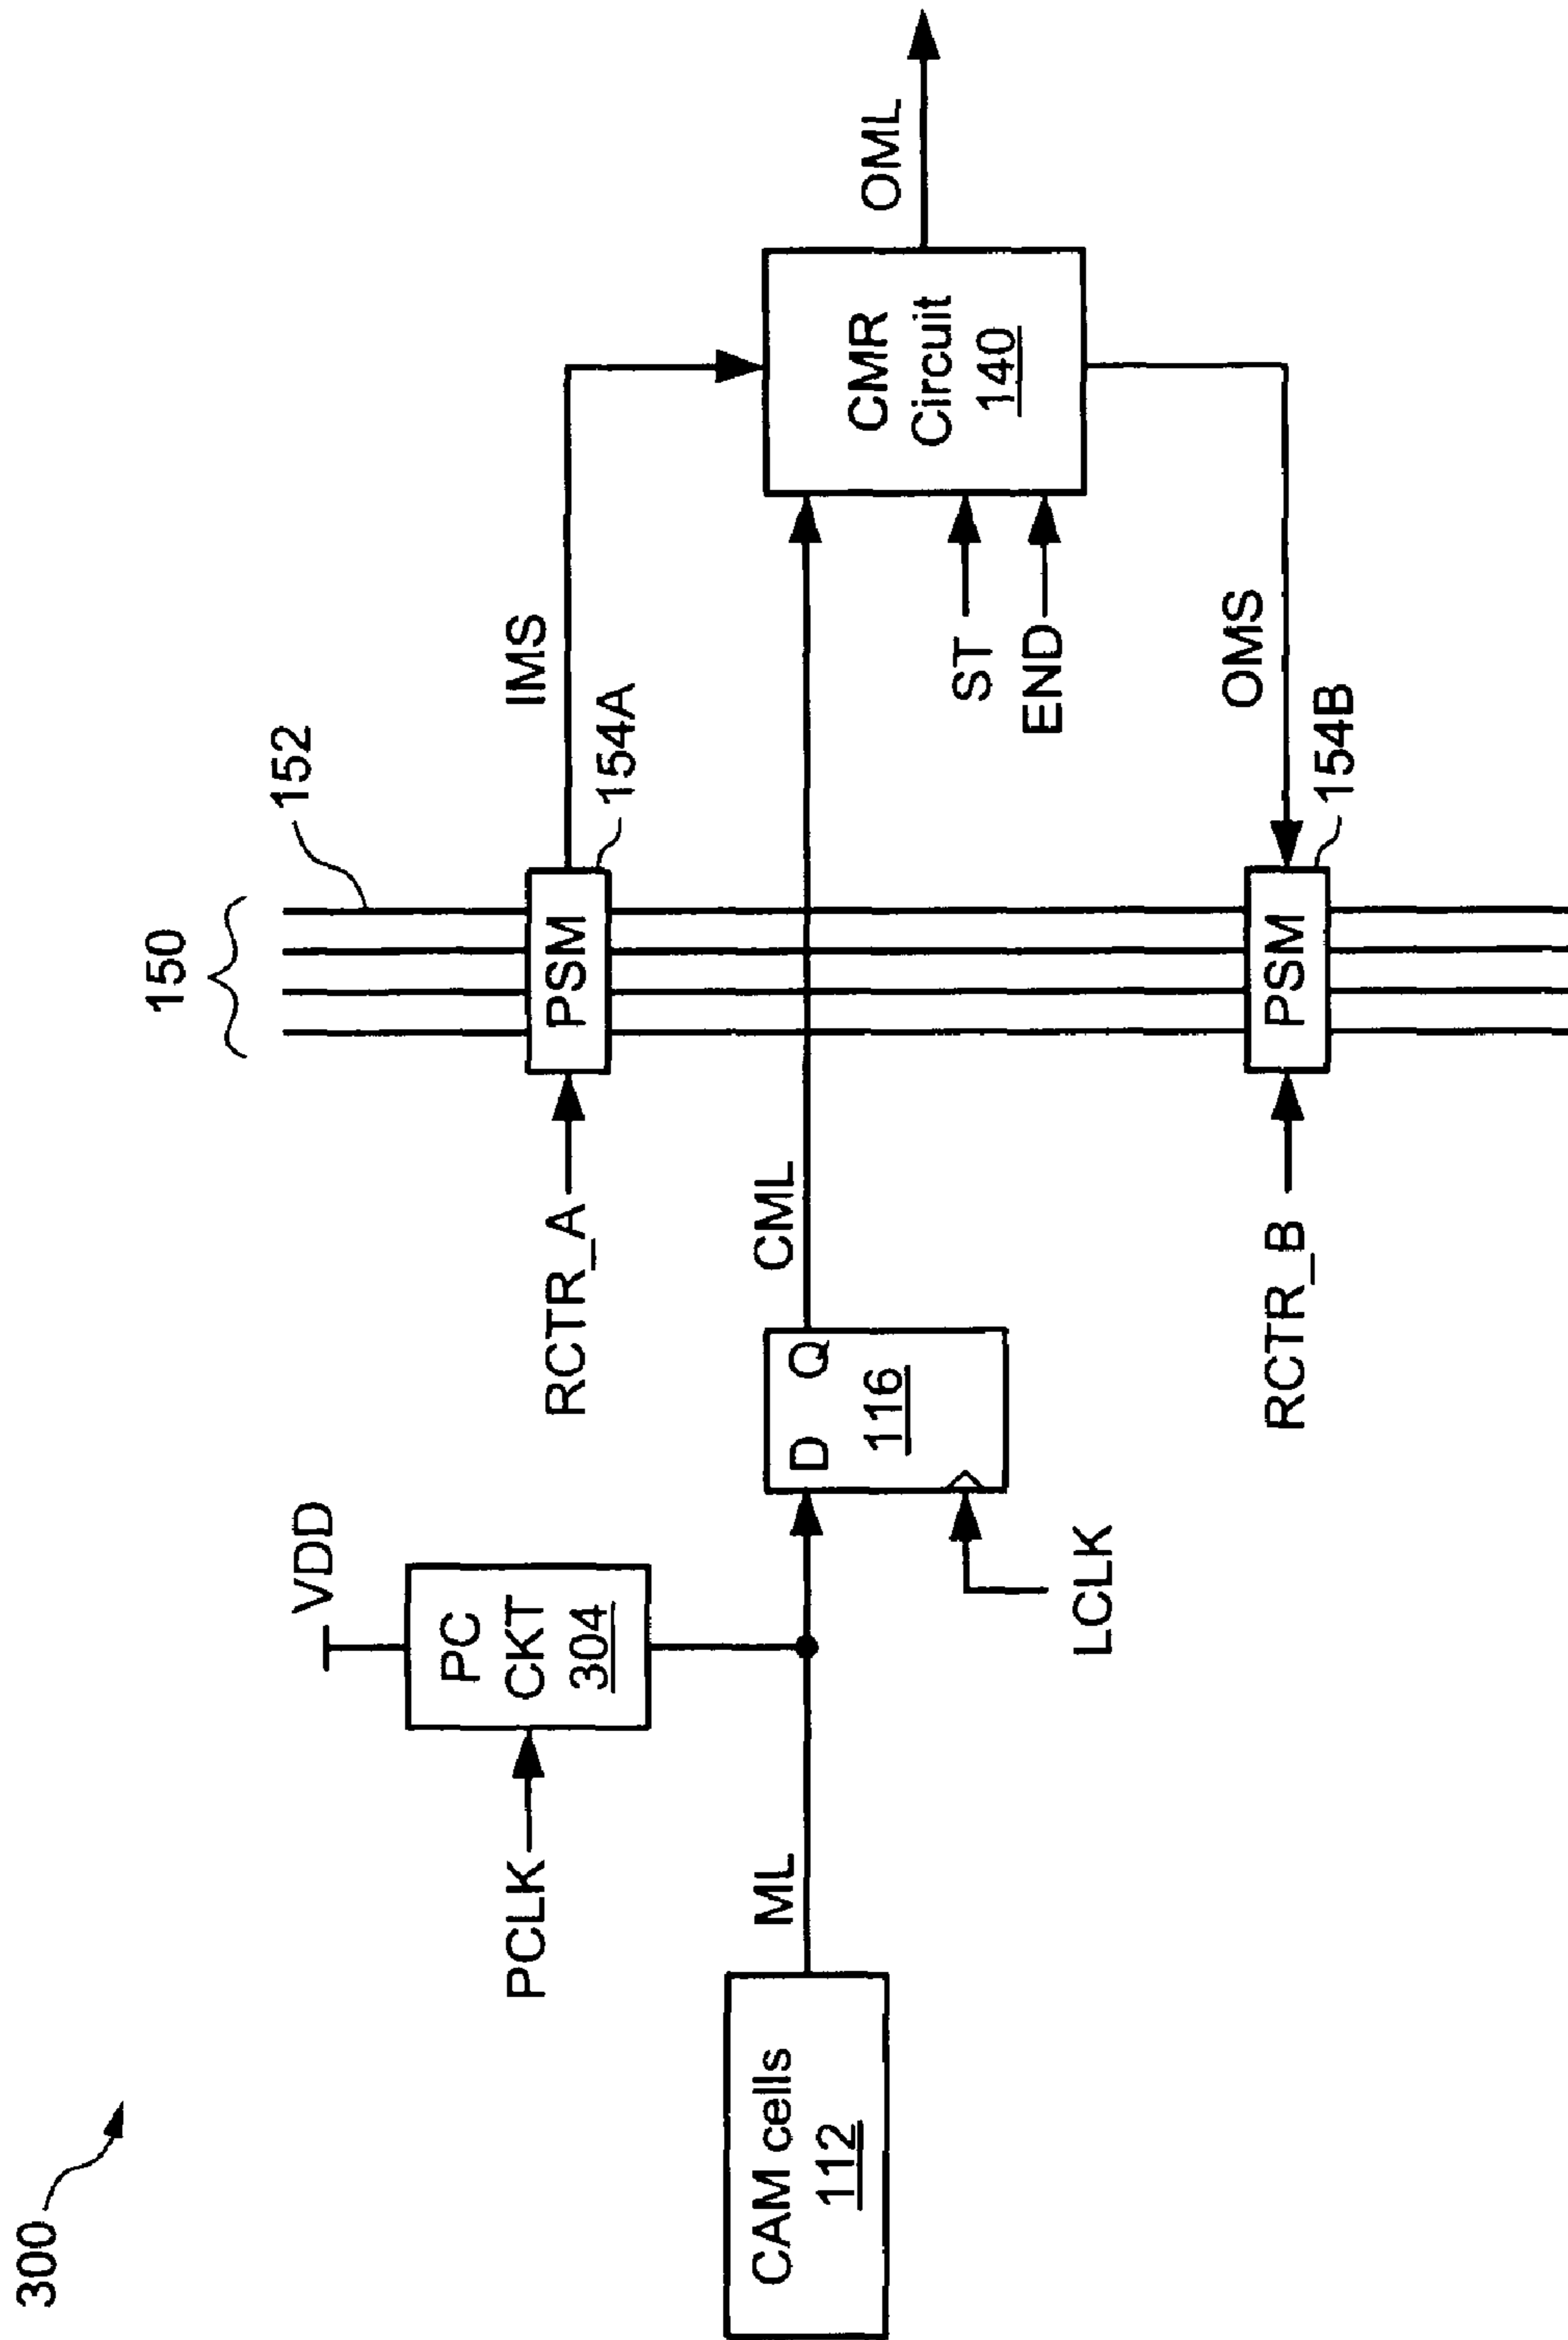 300
CAM cells
112
ML
PCLK
PC
CKT
304
VDD
D Q
116
LCLK
CML
RCTR_A
PSM
154A
150
152
IMS
RCTR_B
PSM
154B
OMS
ST
END
CMR
Circuit
140
OML